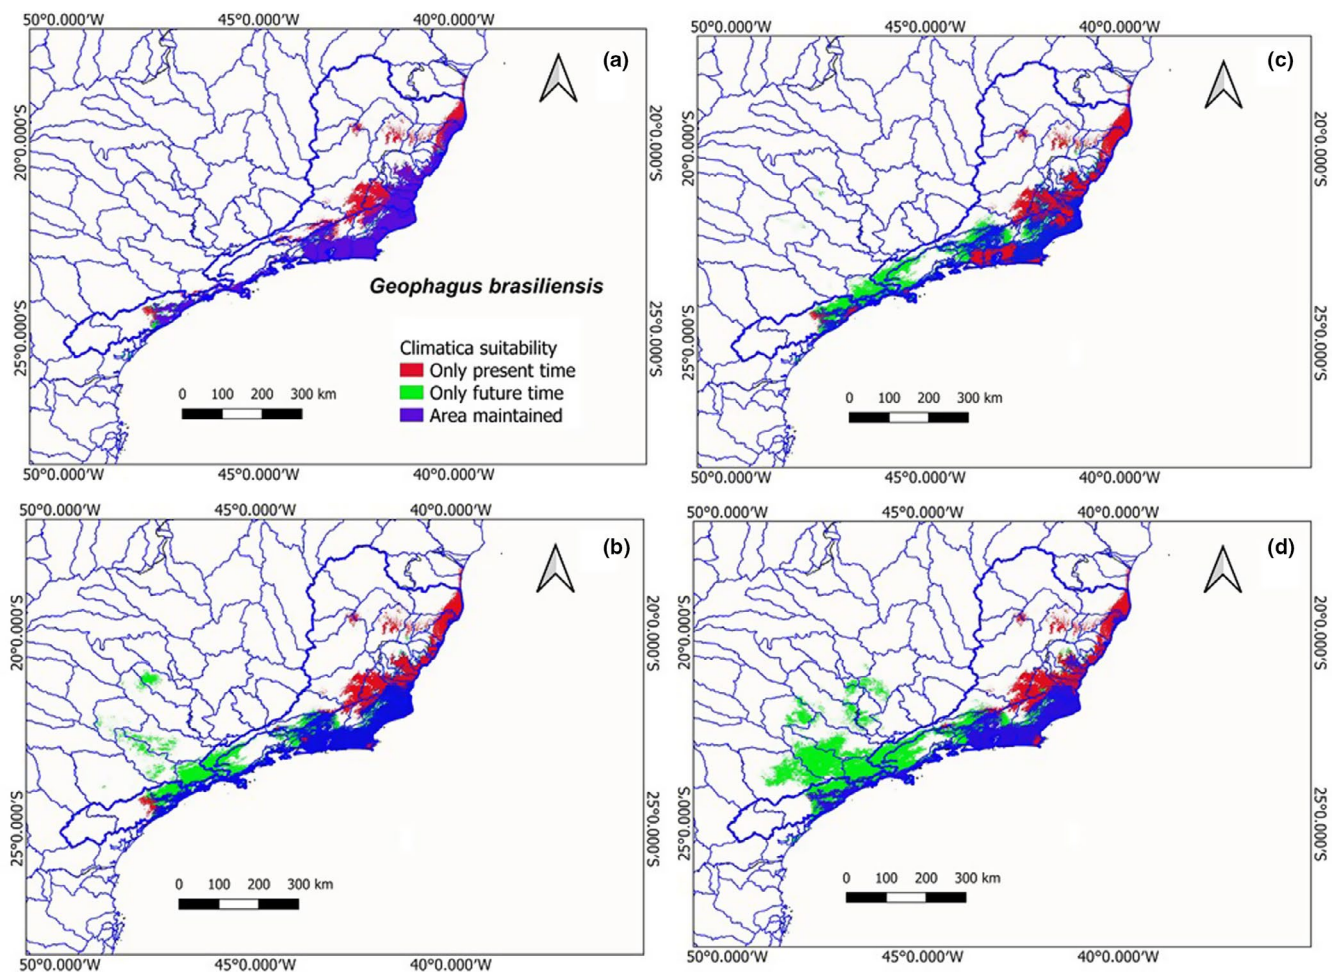 50°0.000'W 45°0.000'W 40°0.000'W
(a)
20°0.000'S
20°0.000'S
Geophagus brasiliensis
25°0.000'S
25°0.000'S
Climatica suitability
Only present time
Only future time
Area maintained
0 100 200 300 km
50°0.000'W 45°0.000'W 40°0.000'W
50°0.000'W 45°0.000'W 40°0.000'W
(c)
20°0.000'S
20°0.000'S
25°0.000'S
25°0.000'S
0 100 200 300 km
50°0.000'W 45°0.000'W 40°0.000'W
50°0.000'W 45°0.000'W 40°0.000'W
(b)
20°0.000'S
20°0.000'S
25°0.000'S
25°0.000'S
0 100 200 300 km
50°0.000'W 45°0.000'W 40°0.000'W
50°0.000'W 45°0.000'W 40°0.000'W
(d)
20°0.000'S
20°0.000'S
25°0.000'S
25°0.000'S
0 100 200 300 km
50°0.000'W 45°0.000'W 40°0.000'W